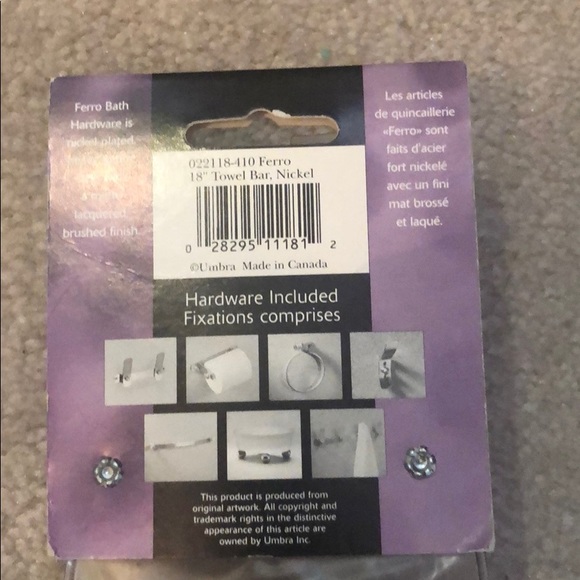 Ferro Bath
Hardware is
nickel plated,
lacquered
brushed finish.
Les articles
de quincaillerie
«Ferro» sont
faits d'acier
fort nickelé
avec un fini
mat brossé
et laqué.
022118-410 Ferro
18" Towel Bar, Nickel
0 28295 11181 2
©Umbra Made in Canada
Hardware Included
Fixations comprises
This product is produced from
original artwork. All copyright and
trademark rights in the distinctive
appearance of this article are
owned by Umbra Inc.